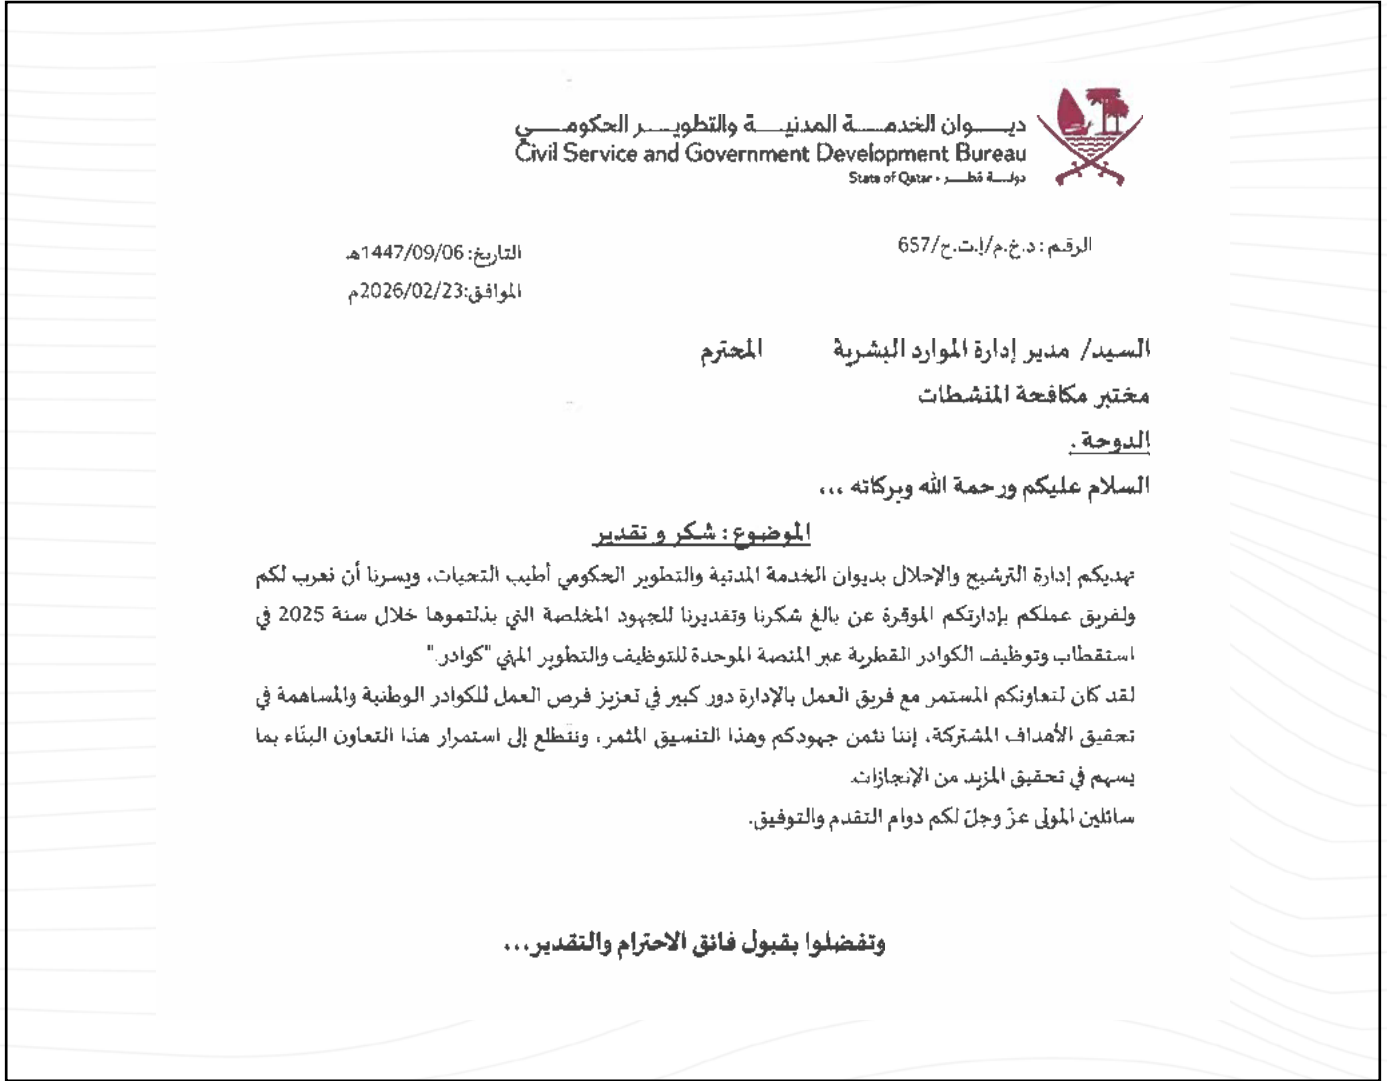 ديوان الخدمة المدنية والتطوير الحكومي
Civil Service and Government Development Bureau
دولة قطر • State of Qatar
الرقم : د.خ.م/إ.ت.ح/657
التاريخ: 1447/09/06هـ
الموافق:2026/02/23م
السيد/ مدير إدارة الموارد البشرية المحترم
مختبر مكافحة المنشطات
الدوحة .
السلام عليكم ورحمة الله وبركاته ،،،
الموضوع : شكر و تقدير
تهديكم إدارة الترشيح والإحلال بديوان الخدمة المدنية والتطوير الحكومي أطيب التحيات، ويسرنا أن نعرب لكم
ولفريق عملكم بإدارتكم الموقرة عن بالغ شكرنا وتقديرنا للجهود المخلصة التي بذلتموها خلال سنة 2025 في
استقطاب وتوظيف الكوادر القطرية عبر المنصة الموحدة للتوظيف والتطوير المهني "كوادر."
لقد كان لتعاونكم المستمر مع فريق العمل بالإدارة دور كبير في تعزيز فرص العمل للكوادر الوطنية والمساهمة في
تحقيق الأهداف المشتركة، إننا نثمن جهودكم وهذا التنسيق المثمر، ونتطلع إلى استمرار هذا التعاون البنّاء بما
يسهم في تحقيق المزيد من الإنجازات.
سائلين المولى عزّ وجلّ لكم دوام التقدم والتوفيق.
وتفضلوا بقبول فائق الاحترام والتقدير...